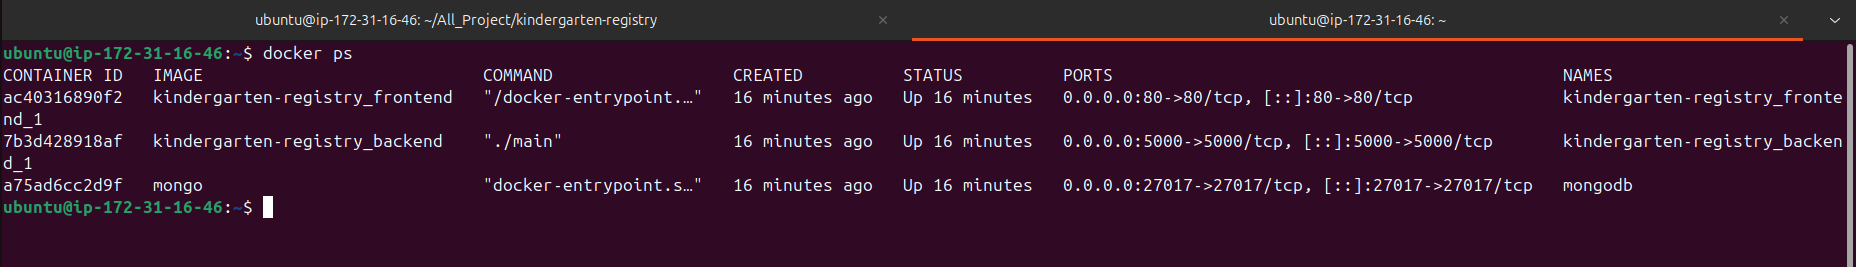 ubuntu@ip-172-31-16-46: ~/All_Project/kindergarten-registry × ubuntu@ip-172-31-16-46: ~ ×
ubuntu@ip-172-31-16-46:~$ docker ps
CONTAINER ID   IMAGE                            COMMAND                  CREATED          STATUS          PORTS                                             NAMES
ac40316890f2   kindergarten-registry_frontend   "/docker-entrypoint.…"   16 minutes ago   Up 16 minutes   0.0.0.0:80->80/tcp, [::]:80->80/tcp               kindergarten-registry_fronte
nd_1
7b3d428918af   kindergarten-registry_backend    "./main"                 16 minutes ago   Up 16 minutes   0.0.0.0:5000->5000/tcp, [::]:5000->5000/tcp       kindergarten-registry_backen
d_1
a75ad6cc2d9f   mongo                            "docker-entrypoint.s…"   16 minutes ago   Up 16 minutes   0.0.0.0:27017->27017/tcp, [::]:27017->27017/tcp   mongodb
ubuntu@ip-172-31-16-46:~$